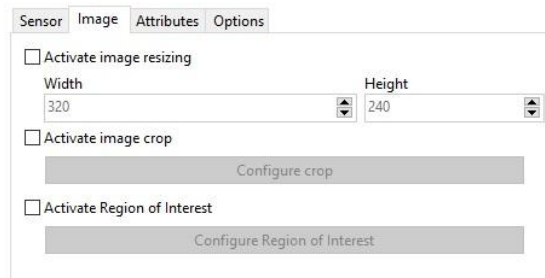 Sensor Image Attributes Options
Activate image resizing
Width Height
320 240
Activate image crop
Configure crop
Activate Region of Interest
Configure Region of Interest